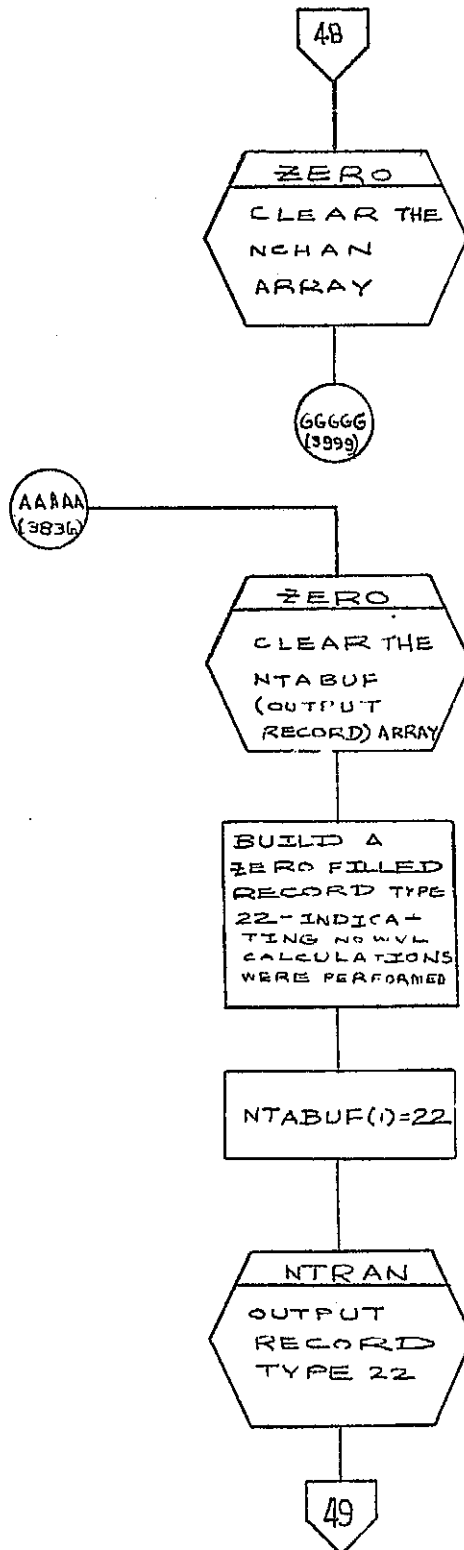 48
ZERO
CLEAR THE
NCHAN
ARRAY
GGGGG
(3999)
AAAAA
(3836)
ZERO
CLEAR THE
NTABUF
(OUTPUT
RECORD) ARRAY
BUILD A
ZERO FILLED
RECORD TYPE
22-INDICA-
TING NO WVL
CALCULATIONS
WERE PERFORMED
NTABUF(1)=22
NTRAN
OUTPUT
RECORD
TYPE 22
49